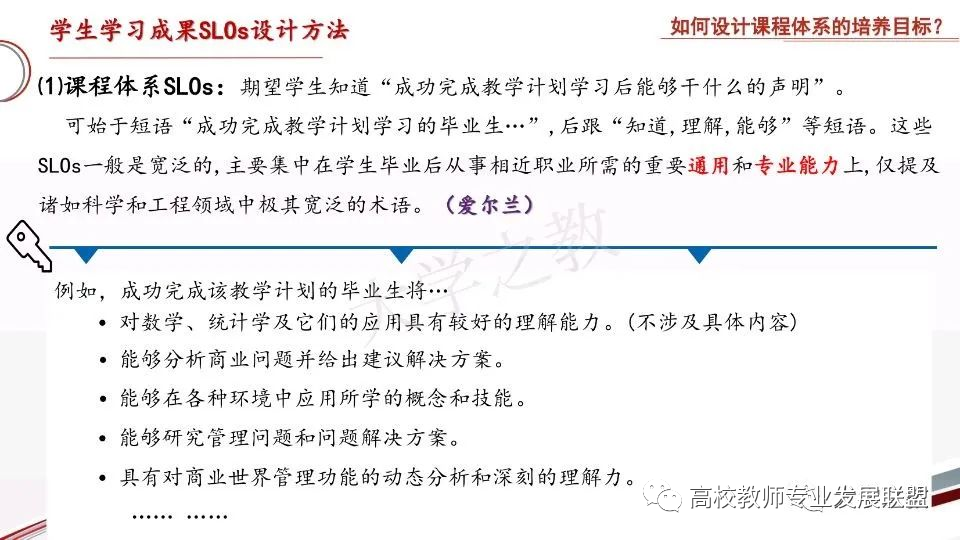 学生学习成果SLOs设计方法
如何设计课程体系的培养目标?
(1)课程体系SLOs：期望学生知道“成功完成教学计划学习后能够干什么的声明”。
可始于短语“成功完成教学计划学习的毕业生…”,后跟“知道,理解,能够”等短语。这些
SLOs一般是宽泛的,主要集中在学生毕业后从事相近职业所需的重要通用和专业能力上,仅提及
诸如科学和工程领域中极其宽泛的术语。（爱尔兰）
大学之教
例如，成功完成该教学计划的毕业生将…
• 对数学、统计学及它们的应用具有较好的理解能力。(不涉及具体内容)
• 能够分析商业问题并给出建议解决方案。
• 能够在各种环境中应用所学的概念和技能。
• 能够研究管理问题和问题解决方案。
• 具有对商业世界管理功能的动态分析和深刻的理解力。
…… ……
高校教师专业发展联盟